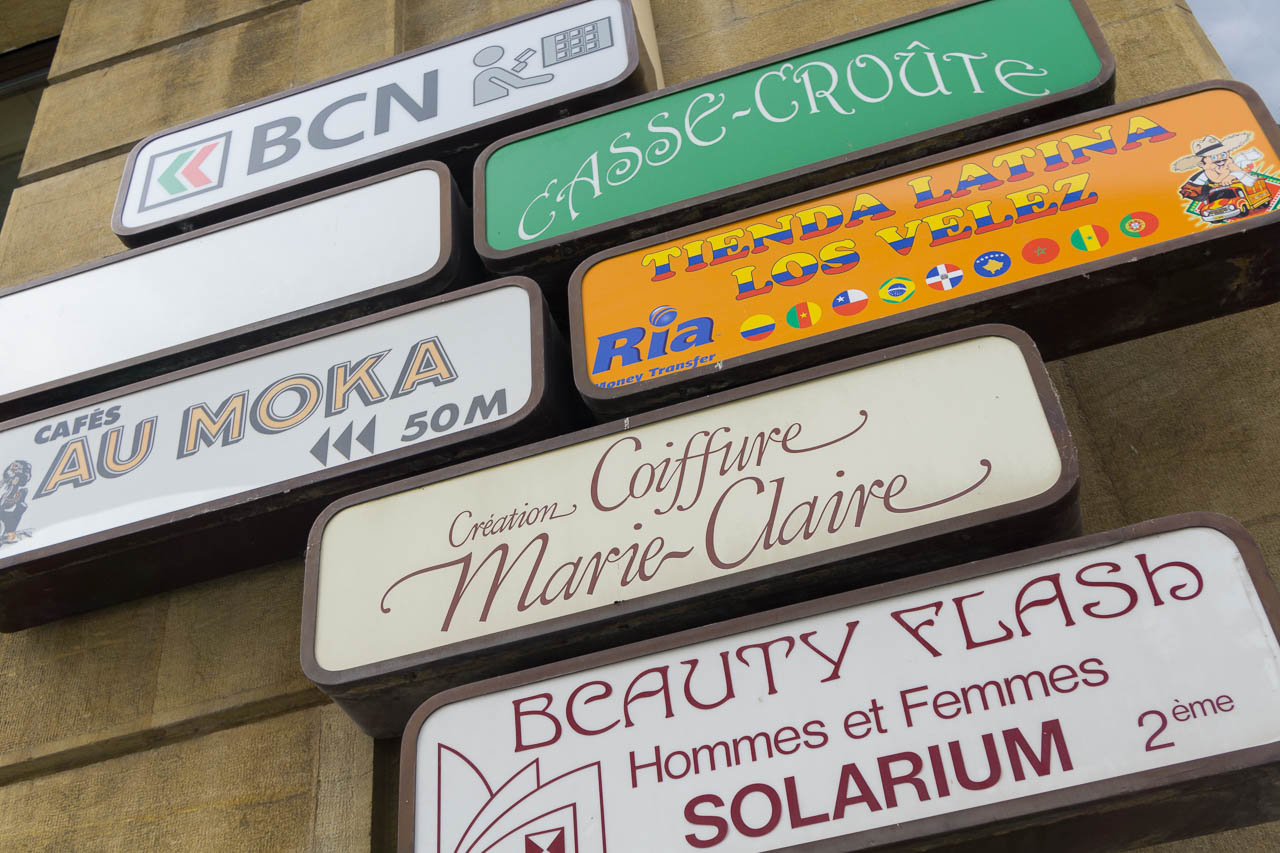 BCN
CASSE-CROÛTE
TIENDA LATINA
LOS VELEZ
Ria
Money Transfer
CAFÉS
AU MOKA
50M
Création Coiffure
Marie-Claire
BEAUTY FLASH
Hommes et Femmes
SOLARIUM 2ème